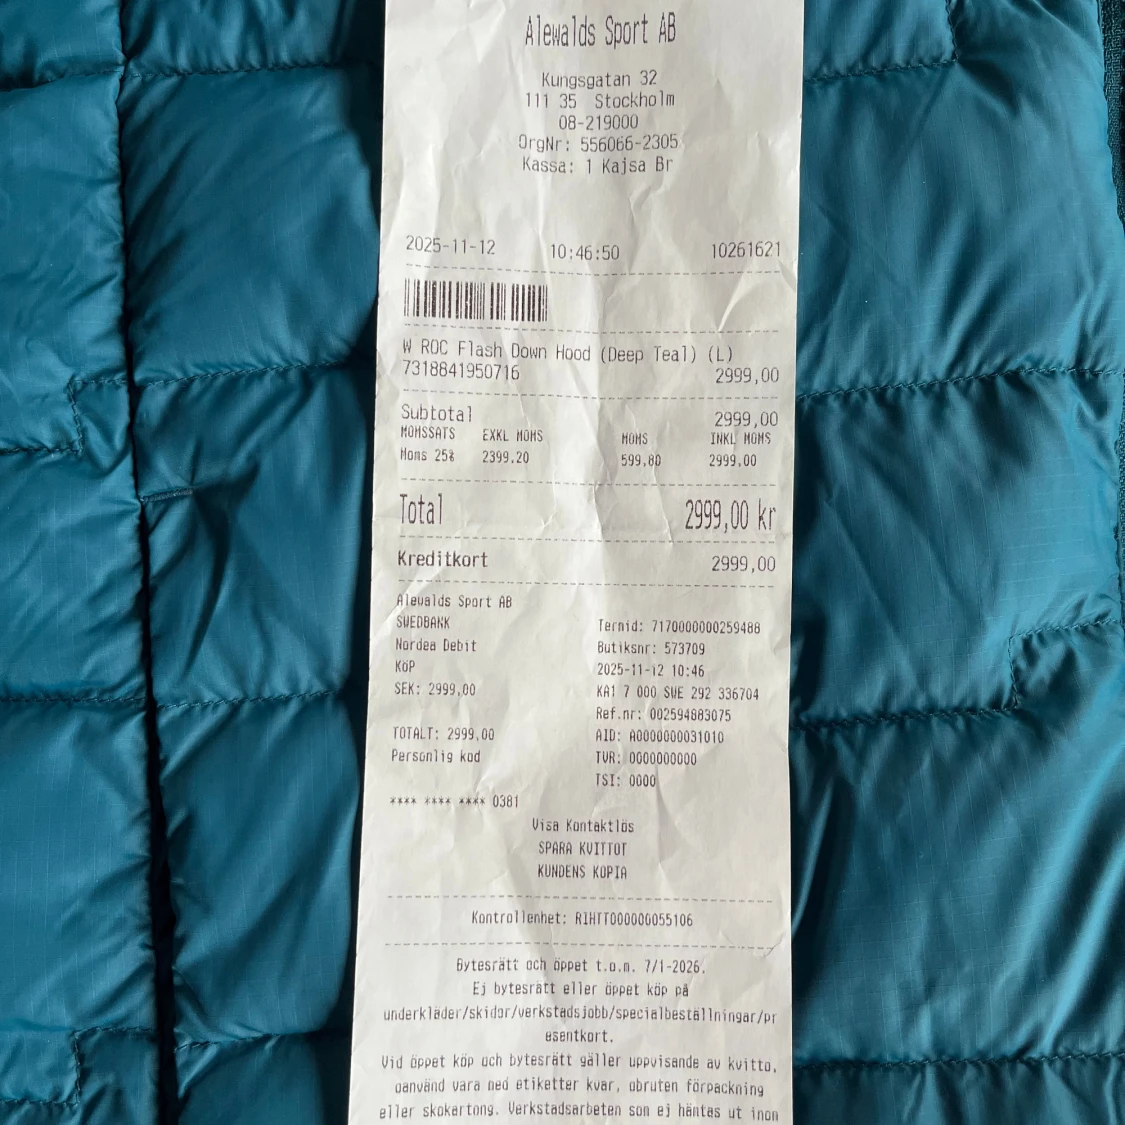 Alewalds Sport AB
Kungsgatan 32
111 35 Stockholm
08-219000
OrgNr: 556066-2305
Kassa: 1 Kajsa Br
2025-11-12 10:46:50 10261621
W ROC Flash Down Hood (Deep Teal) (L)
7318841950716 2999,00
Subtotal 2999,00
MOMSSATS EXKL MOMS MOMS INKL MOMS
Moms 25% 2399.20 599,80 2999,00
Total 2999,00 kr
Kreditkort 2999,00
Alewalds Sport AB
SWEDBANK Termid: 7170000000259488
Nordea Debit Butiksnr: 573709
KÖP 2025-11-12 10:46
SEK: 2999,00 KA1 7 000 SWE 292 336704
Ref.nr: 002594883075
TOTALT: 2999,00 AID: A0000000031010
Personlig kod TVR: 0000000000
TSI: 0000
**** **** **** 0381
Visa Kontaktlös
SPARA KVITTOT
KUNDENS KOPIA
Kontrollenhet: R1HTT000000055106
Bytesrätt och öppet t.o.m. 7/1-2026.
Ej bytesrätt eller öppet köp på
underkläder/skidor/verkstadsjobb/specialbeställningar/pr
esentkort.
Vid öppet köp och bytesrätt gäller uppvisande av kvitto,
oanvänd vara med etiketter kvar, obruten förpackning
eller skokartong. Verkstadsarbeten som ej hämtas ut inom